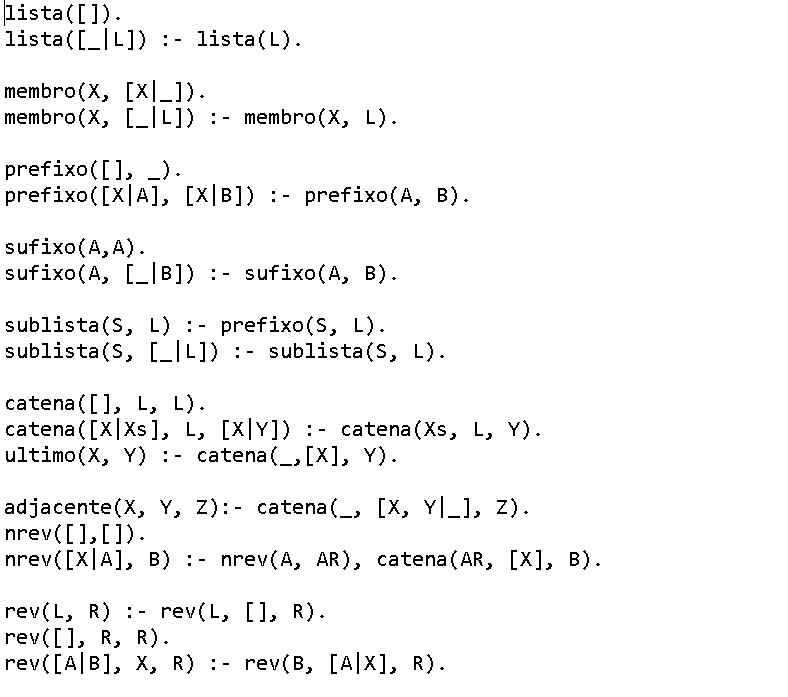 lista([]).
lista([_|L]) :- lista(L).
membro(X, [X|_]).
membro(X, [_|L]) :- membro(X, L).
prefixo([], _).
prefixo([X|A], [X|B]) :- prefixo(A, B).
sufixo(A,A).
sufixo(A, [_|B]) :- sufixo(A, B).
sublista(S, L) :- prefixo(S, L).
sublista(S, [_|L]) :- sublista(S, L).
catena([], L, L).
catena([X|Xs], L, [X|Y]) :- catena(Xs, L, Y).
ultimo(X, Y) :- catena(_,[X], Y).
adjacente(X, Y, Z):- catena(_, [X, Y|_], Z).
nrev([],[]).
nrev([X|A], B) :- nrev(A, AR), catena(AR, [X], B).
rev(L, R) :- rev(L, [], R).
rev([], R, R).
rev([A|B], X, R) :- rev(B, [A|X], R).